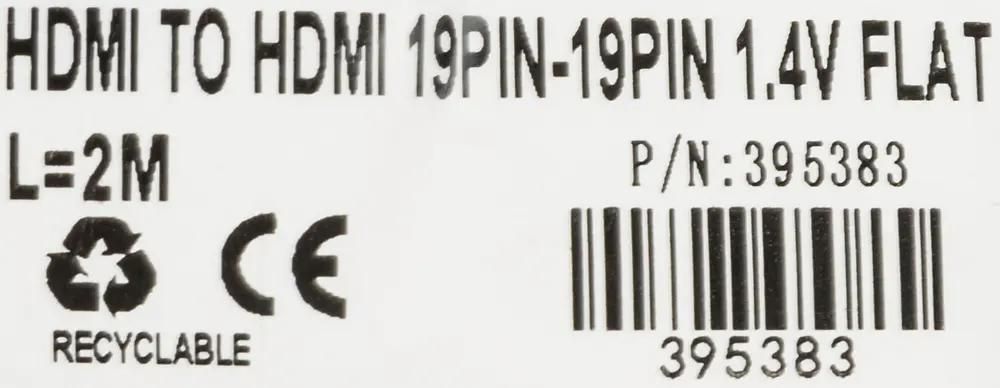 HDMI TO HDMI 19PIN-19PIN 1.4V FLAT
L=2M
P/N:395383
CE
RECYCLABLE
395383